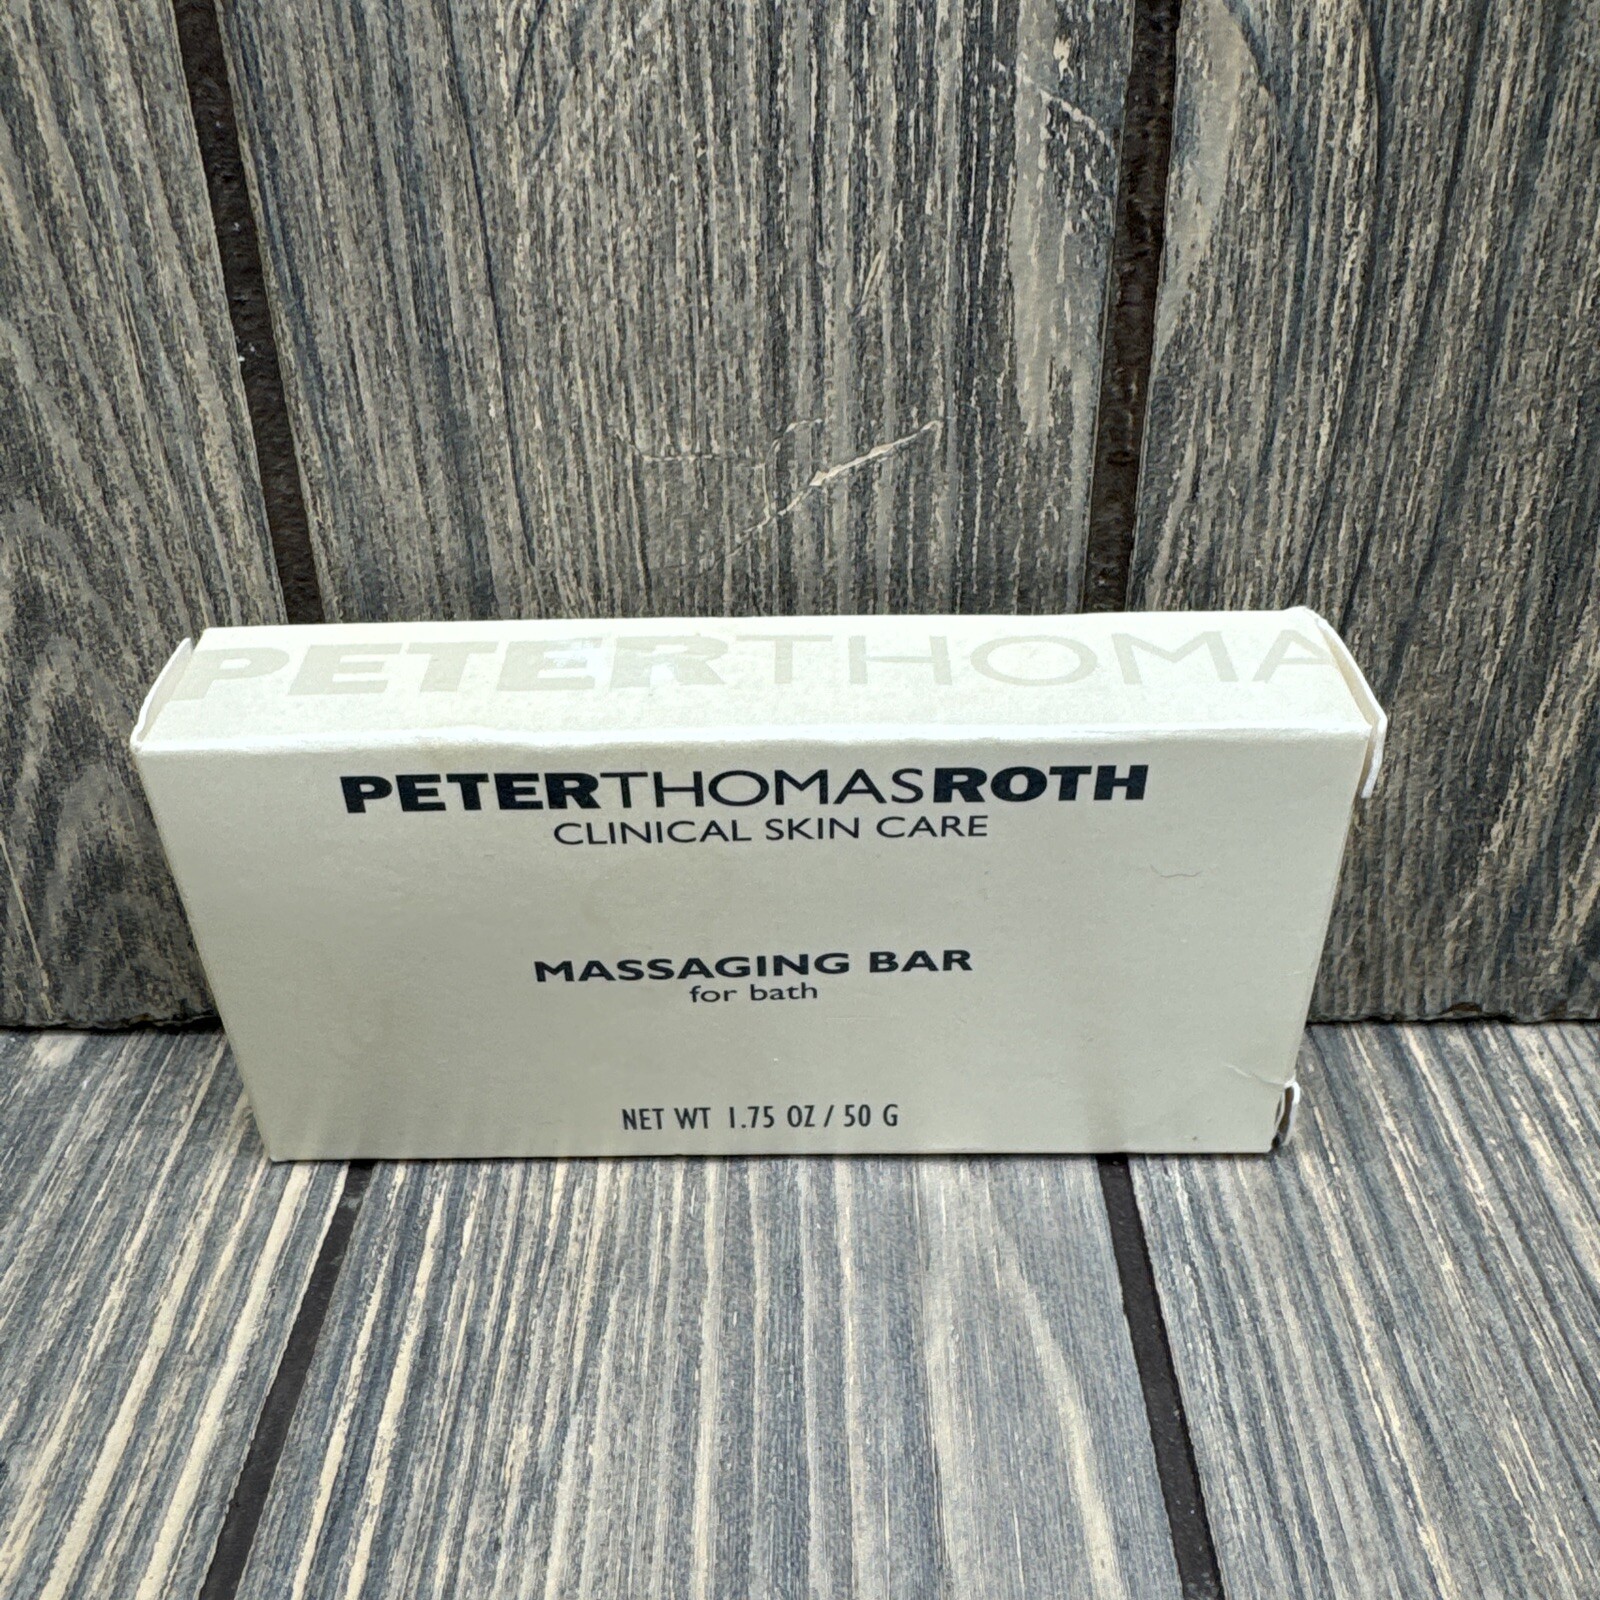 PETERTHOMA
PETERTHOMASROTH
CLINICAL SKIN CARE
MASSAGING BAR
for bath
NET WT 1.75 OZ / 50 G